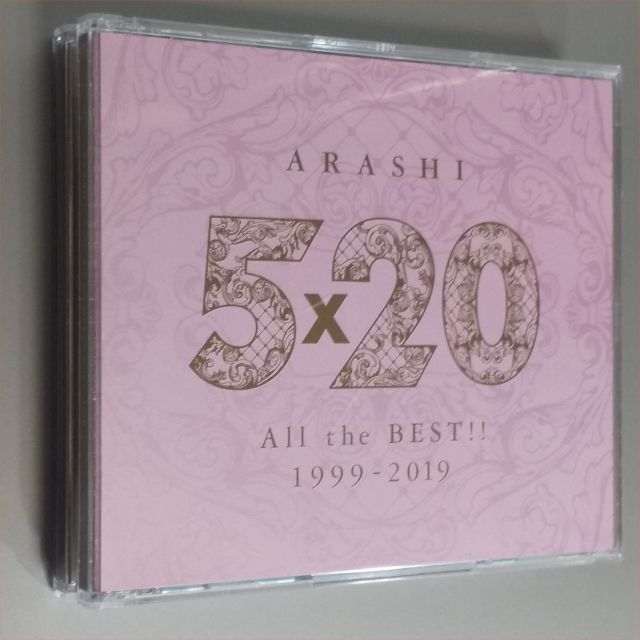 ARASHI
5x20
All the BEST!!
1999-2019